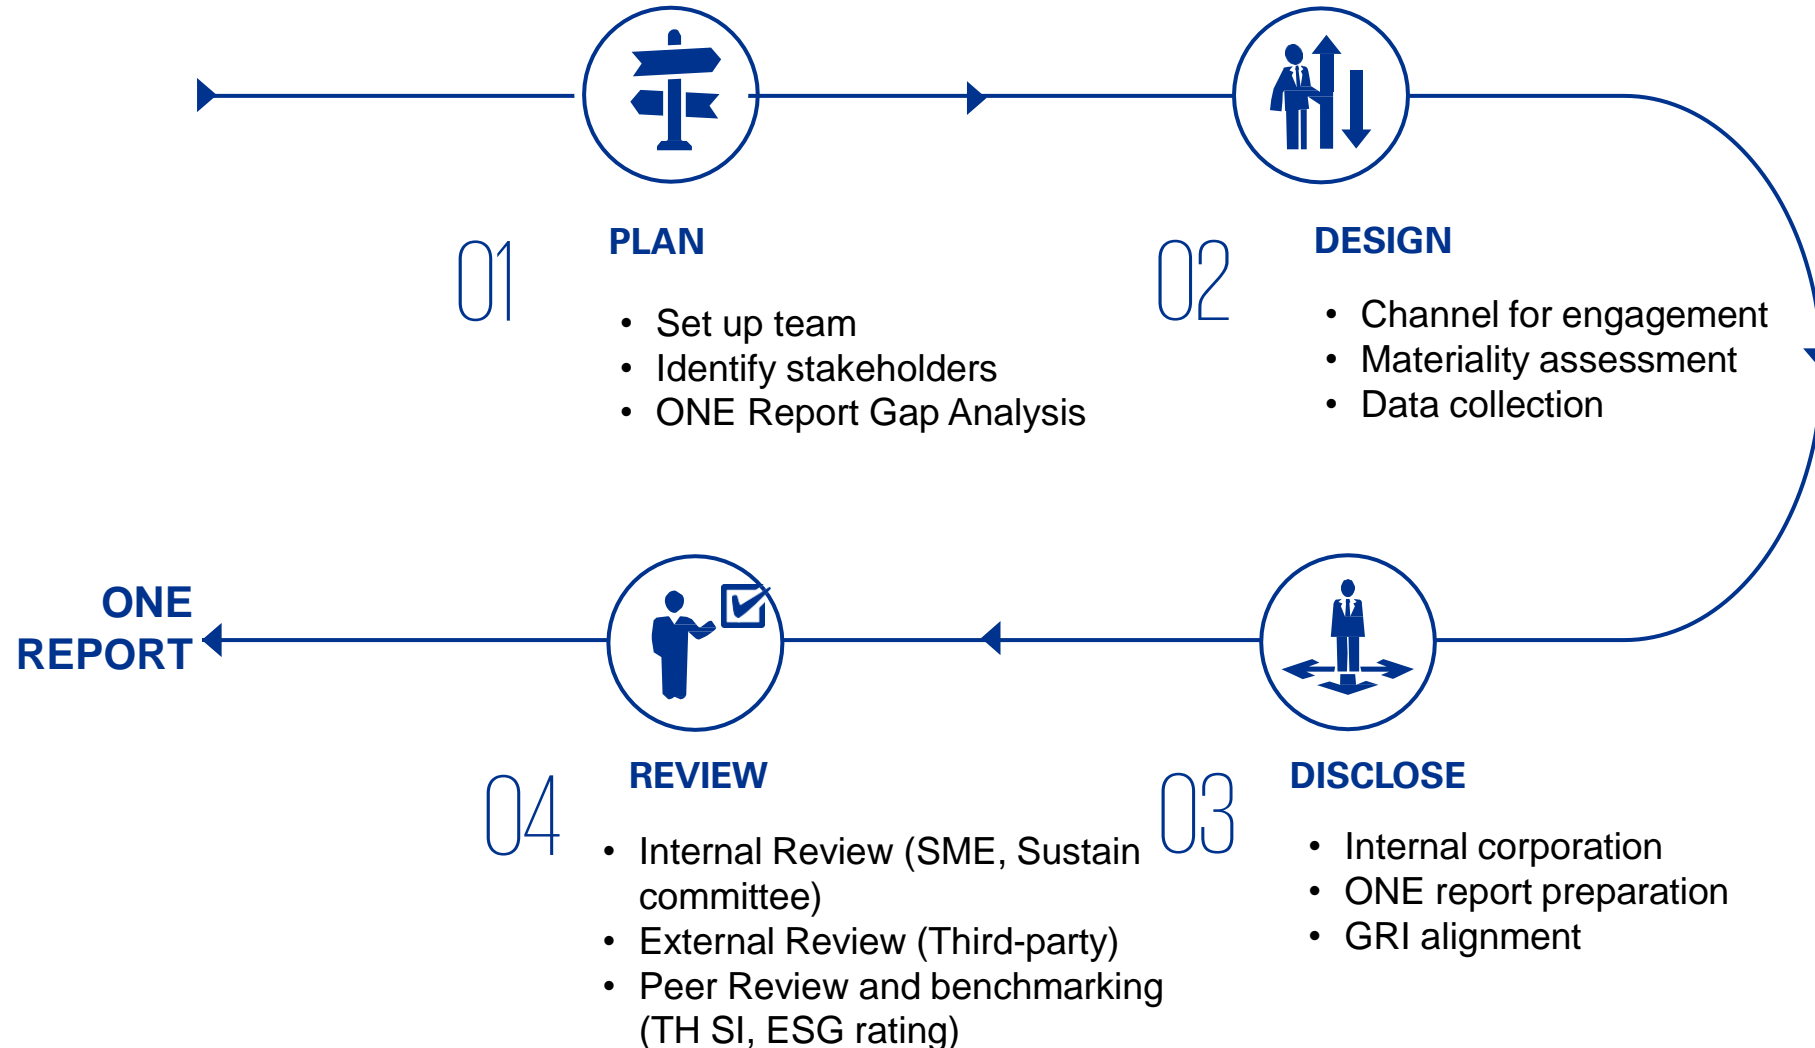 01
PLAN
• Set up team
• Identify stakeholders
• ONE Report Gap Analysis
02
DESIGN
• Channel for engagement
• Materiality assessment
• Data collection
03
DISCLOSE
• Internal corporation
• ONE report preparation
• GRI alignment
04
REVIEW
• Internal Review (SME, Sustain
committee)
• External Review (Third-party)
• Peer Review and benchmarking
(TH SI, ESG rating)
ONE
REPORT